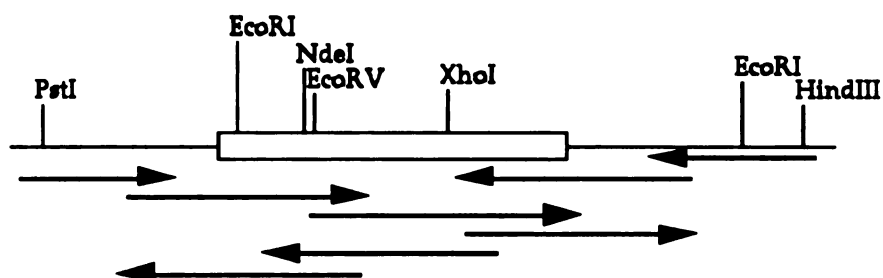 EcoRI
NdeI
EcoRV
PstI
XhoI
EcoRI
HindIII